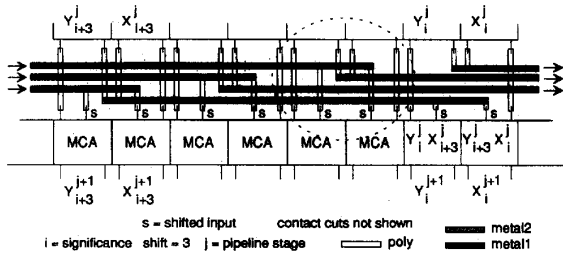 Y^j_{i+3} X^j_{i+3} Y^j_i X^j_i
s s s s s s s s
MCA MCA MCA MCA MCA MCA Y^j_i X^j_{i+3} Y^j_{i+3} X^j_i
Y^{j+1}_{i+3} X^{j+1}_{i+3} Y^{j+1}_i X^{j+1}_i
s = shifted input contact cuts not shown metal2
i = significance shift = 3 j = pipeline stage poly metal1